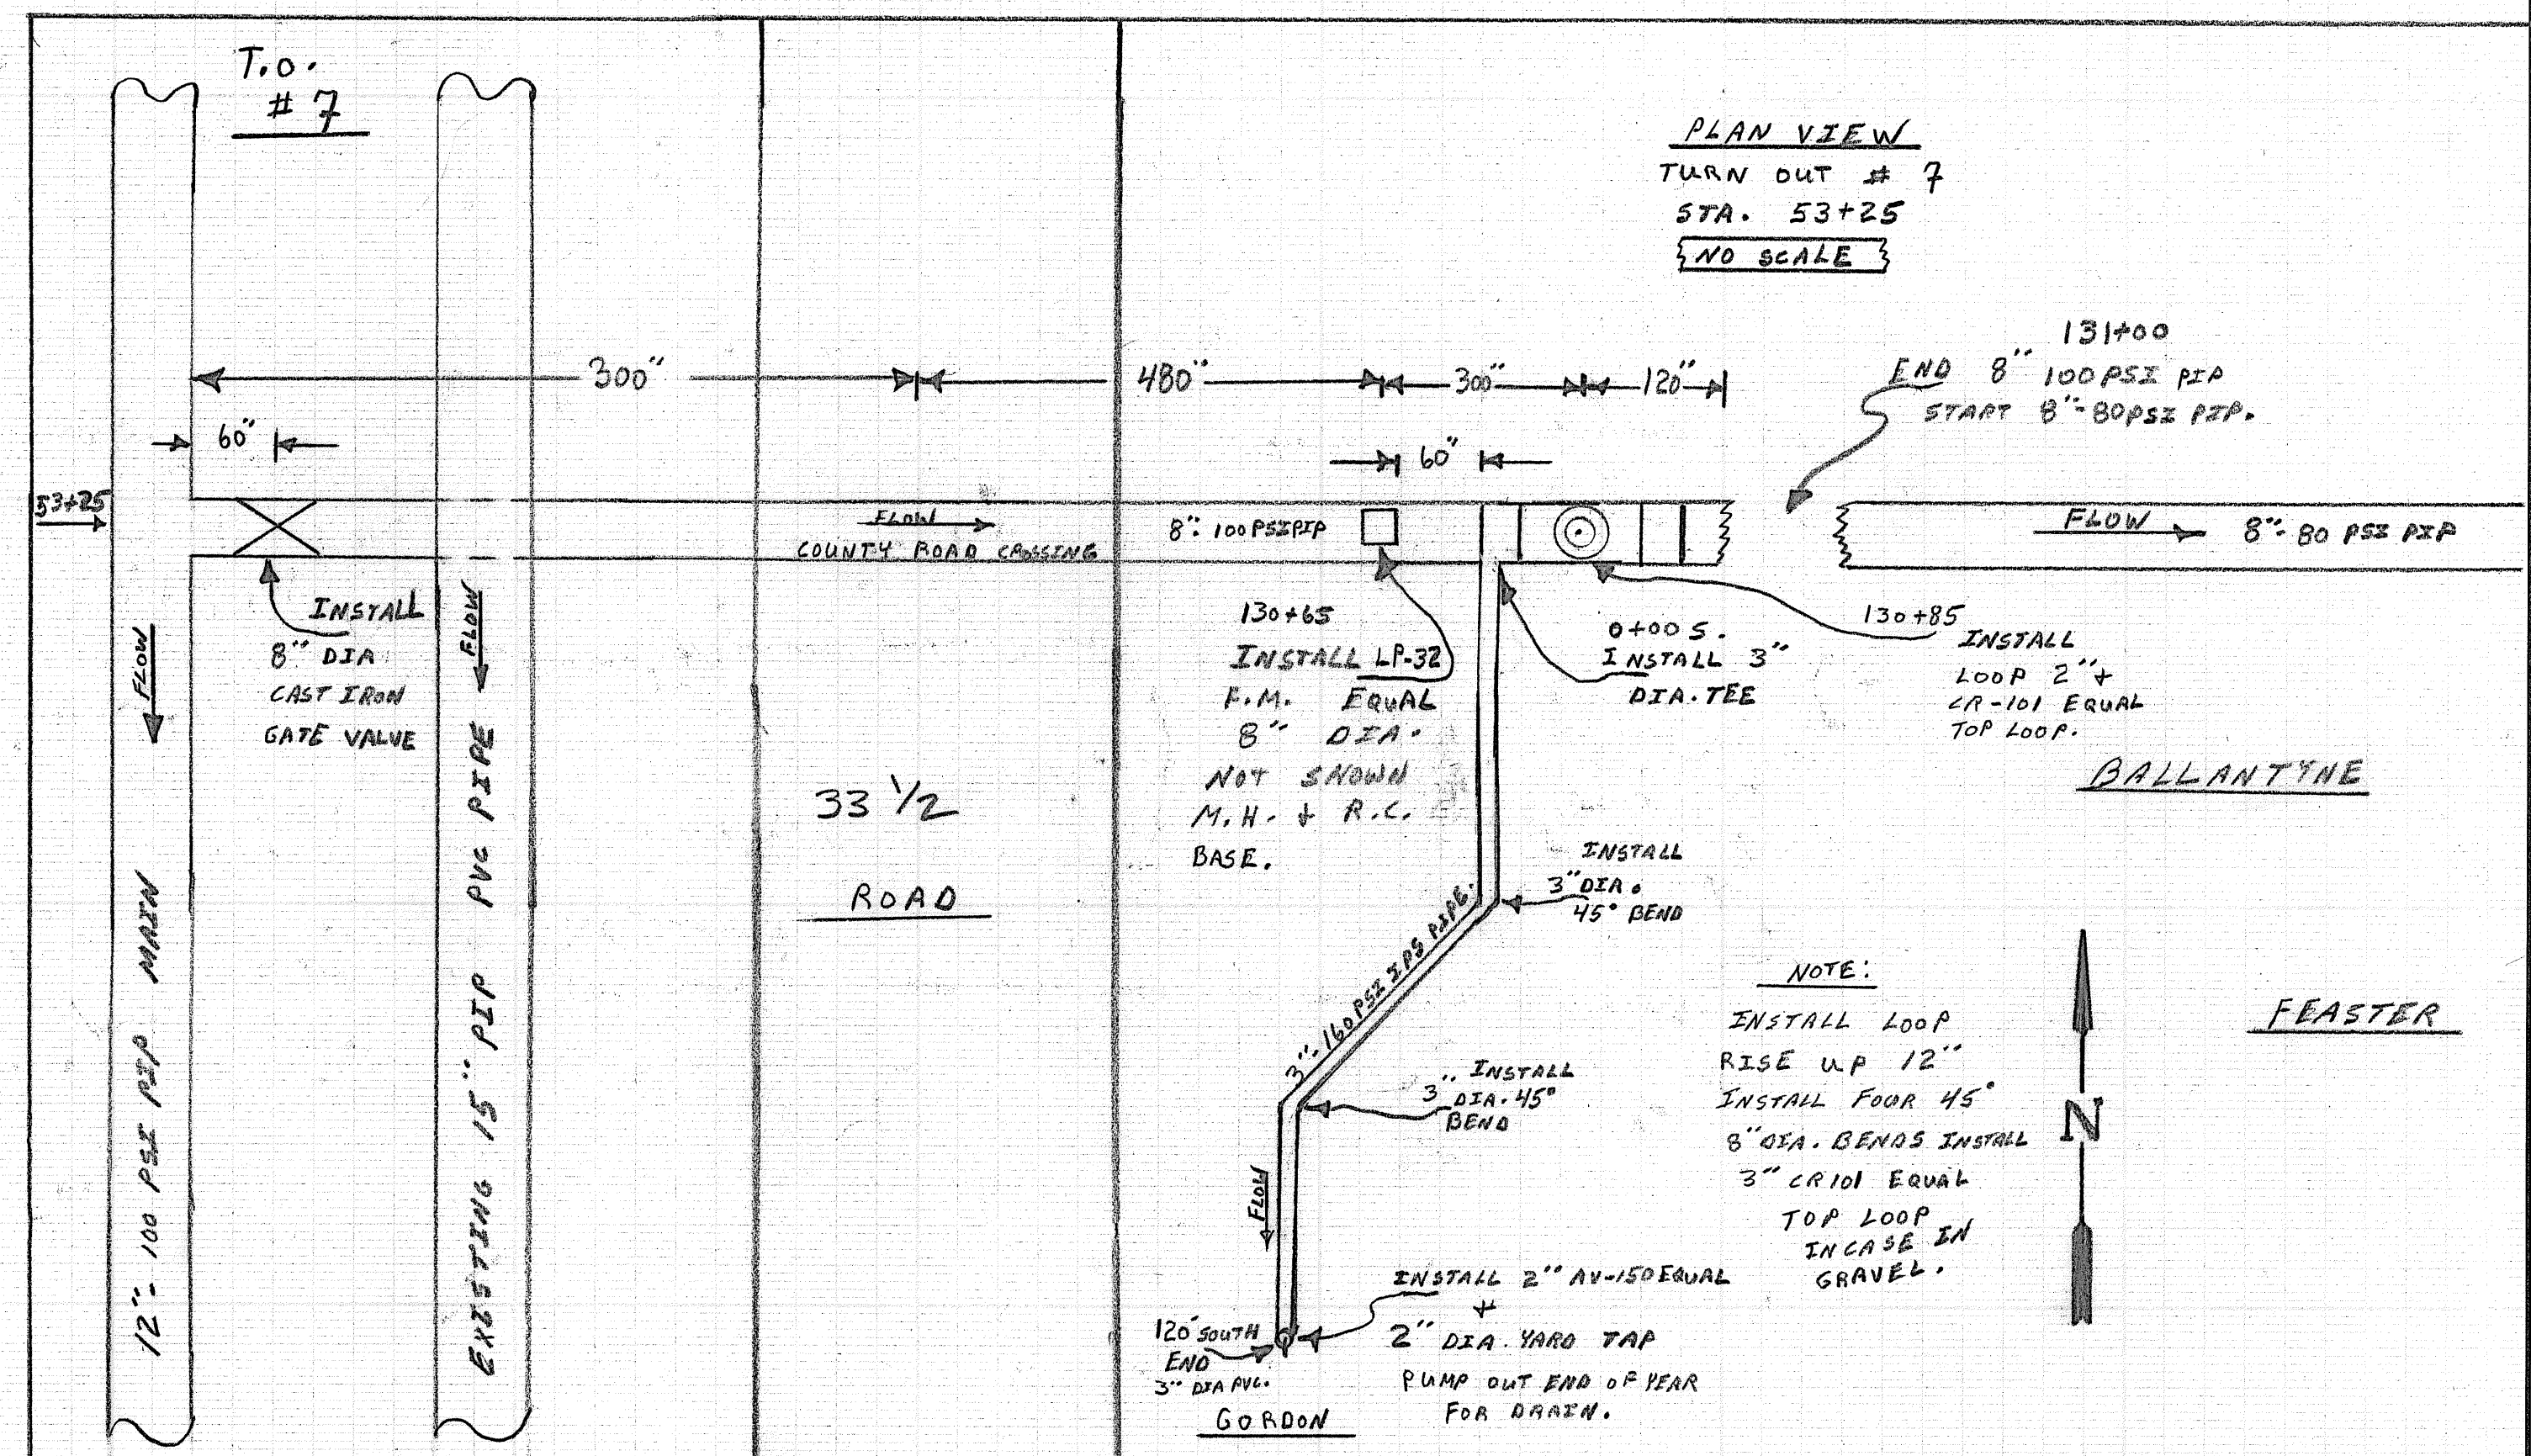 T.O.
# 7
PLAN VIEW
TURN OUT # 7
STA. 53+25
NO SCALE
300"
480"
300"
120"
60"
60"
131+00
END 8" 100 PSI PIP
START 8"-80PSI PIP.
53+25
FLOW
COUNTY ROAD CROSSING
8"- 100 PSI PIP
FLOW
8"- 80 PSI PIP
INSTALL
8" DIA
CAST IRON
GATE VALVE
FLOW
12"- 100 PSI PIP MAIN
FLOW
EXISTING 15" PIP PVC PIPE
33 1/2
ROAD
130+65
INSTALL LP-32
F.M. EQUAL
8" DIA.
NOT SHOWN
M.H. + R.C.
BASE.
0+00 S.
INSTALL 3"
DIA. TEE
130+85
INSTALL
LOOP 2" +
CR-101 EQUAL
TOP LOOP.
BALLANTYNE
INSTALL
3" DIA.
45° BEND
3"-160 PSI IPS PIPE.
INSTALL
3" DIA. 45°
BEND
FLOW
NOTE:
INSTALL LOOP
RISE UP 12"
INSTALL FOUR 45°
8" DIA. BENDS INSTALL
3" CR101 EQUAL
TOP LOOP
INCASE IN
GRAVEL.
N
FEASTER
INSTALL 2" AV-150 EQUAL
+
2" DIA. YARD TAP
PUMP OUT END OF YEAR
FOR DRAIN.
120' SOUTH
END
3" DIA PVC.
GORDON